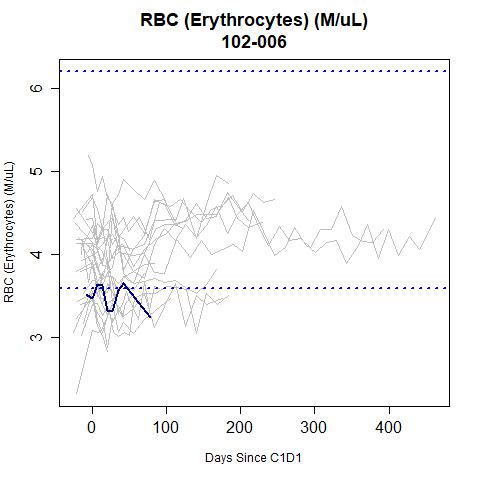 RBC (Erythrocytes) (M/uL)
102-006
6
5
4
3
RBC (Erythrocytes) (M/uL)
0 100 200 300 400
Days Since C1D1